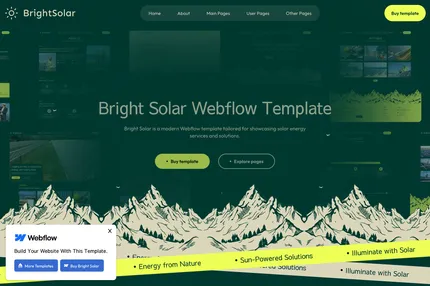 BrightSolar
Home About Main Pages User Pages Other Pages
Buy template
Bright Solar Webflow Template
Bright Solar is a modern Webflow template tailored for showcasing solar energy
services and solutions.
Buy template
Explore pages
X
Webflow
Build Your Website With This Template.
More Templates
Buy Bright Solar
• Energy from Nature • Sun-Powered Solutions • Illuminate with Solar
Solutions • Illuminate with Solar